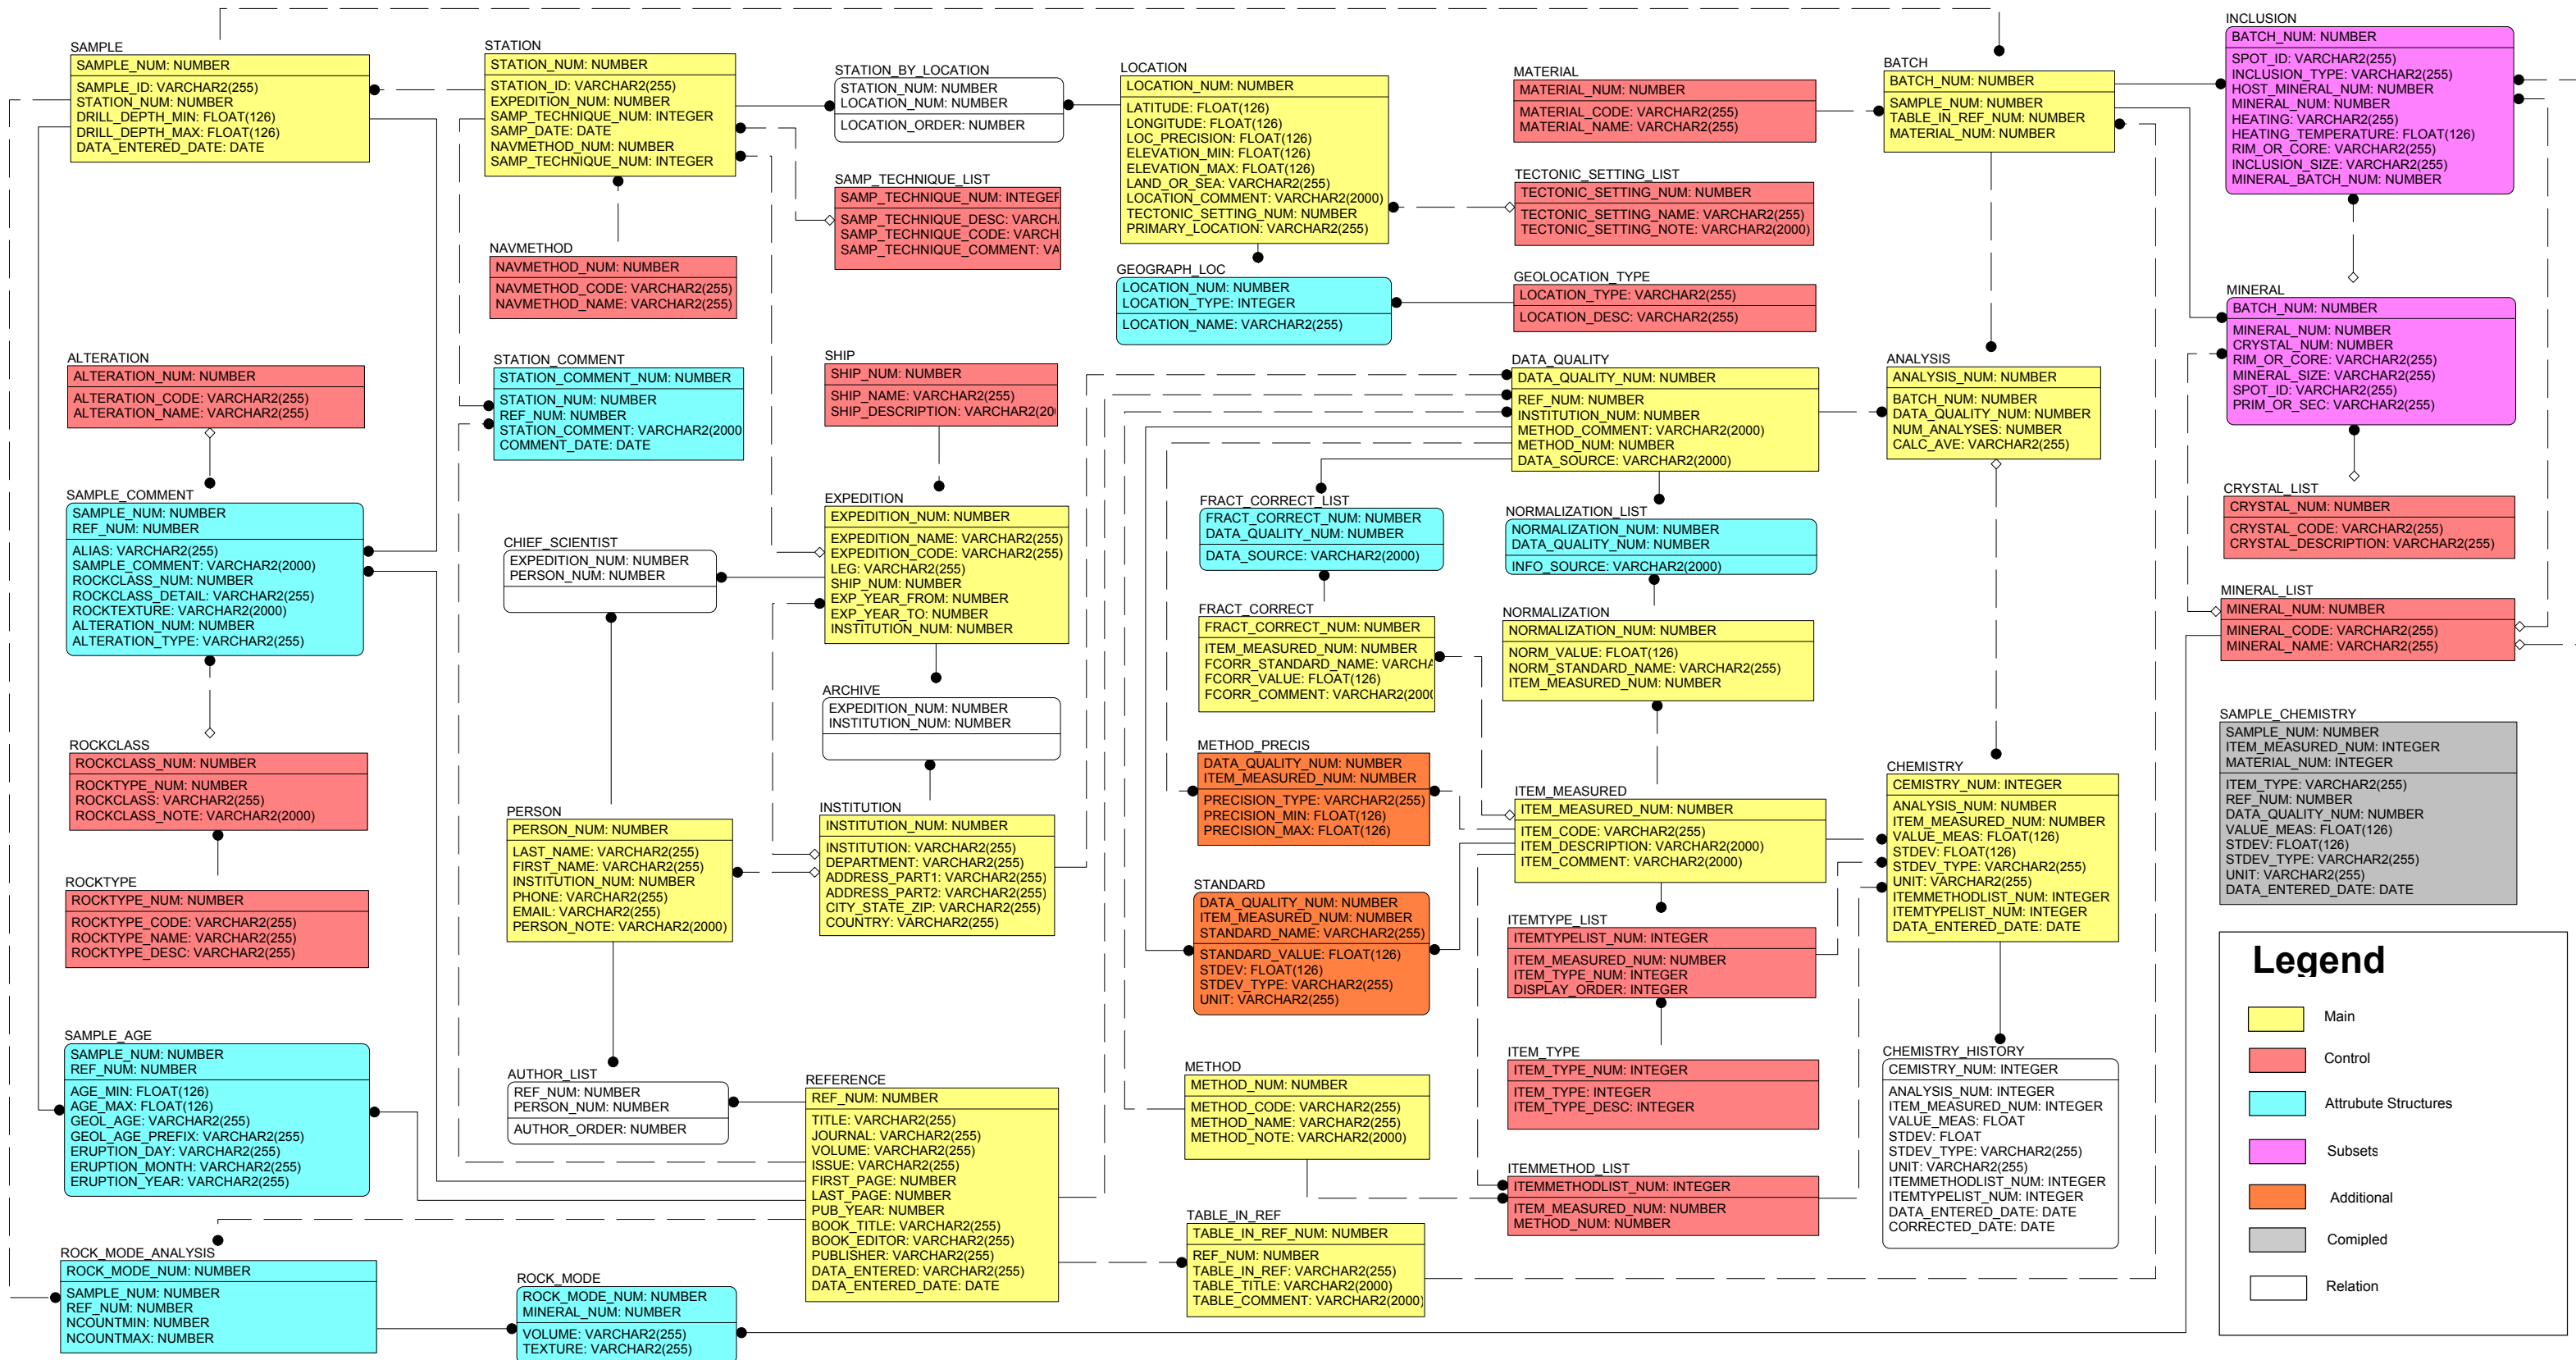 SAMPLE
SAMPLE_NUM: NUMBER
SAMPLE_ID: VARCHAR2(255)
STATION_NUM: NUMBER
DRILL_DEPTH_MIN: FLOAT(126)
DRILL_DEPTH_MAX: FLOAT(126)
DATA_ENTERED_DATE: DATE
STATION
STATION_NUM: NUMBER
STATION_ID: VARCHAR2(255)
EXPEDITION_NUM: NUMBER
SAMP_TECHNIQUE_NUM: INTEGER
SAMP_DATE: DATE
NAVMETHOD_NUM: NUMBER
SAMP_TECHNIQUE_NUM: INTEGER
STATION_BY_LOCATION
STATION_NUM: NUMBER
LOCATION_NUM: NUMBER
LOCATION_ORDER: NUMBER
LOCATION
LOCATION_NUM: NUMBER
LATITUDE: FLOAT(126)
LONGITUDE: FLOAT(126)
LOC_PRECISION: FLOAT(126)
ELEVATION_MIN: FLOAT(126)
ELEVATION_MAX: FLOAT(126)
LAND_OR_SEA: VARCHAR2(255)
LOCATION_COMMENT: VARCHAR2(2000)
TECTONIC_SETTING_NUM: NUMBER
PRIMARY_LOCATION: VARCHAR2(255)
MATERIAL
MATERIAL_NUM: NUMBER
MATERIAL_CODE: VARCHAR2(255)
MATERIAL_NAME: VARCHAR2(255)
BATCH
BATCH_NUM: NUMBER
SAMPLE_NUM: NUMBER
TABLE_IN_REF_NUM: NUMBER
MATERIAL_NUM: NUMBER
INCLUSION
BATCH_NUM: NUMBER
SPOT_ID: VARCHAR2(255)
INCLUSION_TYPE: VARCHAR2(255)
HOST_MINERAL_NUM: NUMBER
MINERAL_NUM: NUMBER
HEATING: VARCHAR2(255)
HEATING_TEMPERATURE: FLOAT(126)
RIM_OR_CORE: VARCHAR2(255)
INCLUSION_SIZE: VARCHAR2(255)
MINERAL_BATCH_NUM: NUMBER
SAMP_TECHNIQUE_LIST
SAMP_TECHNIQUE_NUM: INTEGER
SAMP_TECHNIQUE_DESC: VARCHA
SAMP_TECHNIQUE_CODE: VARCH
SAMP_TECHNIQUE_COMMENT: VA
TECTONIC_SETTING_LIST
TECTONIC_SETTING_NUM: NUMBER
TECTONIC_SETTING_NAME: VARCHAR2(255)
TECTONIC_SETTING_NOTE: VARCHAR2(2000)
NAVMETHOD
NAVMETHOD_NUM: NUMBER
NAVMETHOD_CODE: VARCHAR2(255)
NAVMETHOD_NAME: VARCHAR2(255)
GEOGRAPH_LOC
LOCATION_NUM: NUMBER
LOCATION_TYPE: INTEGER
LOCATION_NAME: VARCHAR2(255)
GEOLOCATION_TYPE
LOCATION_TYPE: VARCHAR2(255)
LOCATION_DESC: VARCHAR2(255)
MINERAL
BATCH_NUM: NUMBER
MINERAL_NUM: NUMBER
CRYSTAL_NUM: NUMBER
RIM_OR_CORE: VARCHAR2(255)
MINERAL_SIZE: VARCHAR2(255)
SPOT_ID: VARCHAR2(255)
PRIM_OR_SEC: VARCHAR2(255)
ALTERATION
ALTERATION_NUM: NUMBER
ALTERATION_CODE: VARCHAR2(255)
ALTERATION_NAME: VARCHAR2(255)
STATION_COMMENT
STATION_COMMENT_NUM: NUMBER
STATION_NUM: NUMBER
REF_NUM: NUMBER
STATION_COMMENT: VARCHAR2(2000
COMMENT_DATE: DATE
SHIP
SHIP_NUM: NUMBER
SHIP_NAME: VARCHAR2(255)
SHIP_DESCRIPTION: VARCHAR2(20
DATA_QUALITY
DATA_QUALITY_NUM: NUMBER
REF_NUM: NUMBER
INSTITUTION_NUM: NUMBER
METHOD_COMMENT: VARCHAR2(2000)
METHOD_NUM: NUMBER
DATA_SOURCE: VARCHAR2(2000)
ANALYSIS
ANALYSIS_NUM: NUMBER
BATCH_NUM: NUMBER
DATA_QUALITY_NUM: NUMBER
NUM_ANALYSES: NUMBER
CALC_AVE: VARCHAR2(255)
SAMPLE_COMMENT
SAMPLE_NUM: NUMBER
REF_NUM: NUMBER
ALIAS: VARCHAR2(255)
SAMPLE_COMMENT: VARCHAR2(2000)
ROCKCLASS_NUM: NUMBER
ROCKCLASS_DETAIL: VARCHAR2(255)
ROCKTEXTURE: VARCHAR2(2000)
ALTERATION_NUM: NUMBER
ALTERATION_TYPE: VARCHAR2(255)
CHIEF_SCIENTIST
EXPEDITION_NUM: NUMBER
PERSON_NUM: NUMBER
EXPEDITION
EXPEDITION_NUM: NUMBER
EXPEDITION_NAME: VARCHAR2(255)
EXPEDITION_CODE: VARCHAR2(255)
LEG: VARCHAR2(255)
SHIP_NUM: NUMBER
EXP_YEAR_FROM: NUMBER
EXP_YEAR_TO: NUMBER
INSTITUTION_NUM: NUMBER
FRACT_CORRECT_LIST
FRACT_CORRECT_NUM: NUMBER
DATA_QUALITY_NUM: NUMBER
DATA_SOURCE: VARCHAR2(2000)
NORMALIZATION_LIST
NORMALIZATION_NUM: NUMBER
DATA_QUALITY_NUM: NUMBER
INFO_SOURCE: VARCHAR2(2000)
CRYSTAL_LIST
CRYSTAL_NUM: NUMBER
CRYSTAL_CODE: VARCHAR2(255)
CRYSTAL_DESCRIPTION: VARCHAR2(255)
FRACT_CORRECT
FRACT_CORRECT_NUM: NUMBER
ITEM_MEASURED_NUM: NUMBER
FCORR_STANDARD_NAME: VARCHA
FCORR_VALUE: FLOAT(126)
FCORR_COMMENT: VARCHAR2(2000
NORMALIZATION
NORMALIZATION_NUM: NUMBER
NORM_VALUE: FLOAT(126)
NORM_STANDARD_NAME: VARCHAR2(255)
ITEM_MEASURED_NUM: NUMBER
MINERAL_LIST
MINERAL_NUM: NUMBER
MINERAL_CODE: VARCHAR2(255)
MINERAL_NAME: VARCHAR2(255)
ARCHIVE
EXPEDITION_NUM: NUMBER
INSTITUTION_NUM: NUMBER
ROCKCLASS
ROCKCLASS_NUM: NUMBER
ROCKTYPE_NUM: NUMBER
ROCKCLASS: VARCHAR2(255)
ROCKCLASS_NOTE: VARCHAR2(2000)
METHOD_PRECIS
DATA_QUALITY_NUM: NUMBER
ITEM_MEASURED_NUM: NUMBER
PRECISION_TYPE: VARCHAR2(255)
PRECISION_MIN: FLOAT(126)
PRECISION_MAX: FLOAT(126)
SAMPLE_CHEMISTRY
SAMPLE_NUM: NUMBER
ITEM_MEASURED_NUM: INTEGER
MATERIAL_NUM: INTEGER
ITEM_TYPE: VARCHAR2(255)
REF_NUM: NUMBER
DATA_QUALITY_NUM: NUMBER
VALUE_MEAS: FLOAT(126)
STDEV: FLOAT(126)
STDEV_TYPE: VARCHAR2(255)
UNIT: VARCHAR2(255)
DATA_ENTERED_DATE: DATE
PERSON
PERSON_NUM: NUMBER
LAST_NAME: VARCHAR2(255)
FIRST_NAME: VARCHAR2(255)
INSTITUTION_NUM: NUMBER
PHONE: VARCHAR2(255)
EMAIL: VARCHAR2(255)
PERSON_NOTE: VARCHAR2(2000)
INSTITUTION
INSTITUTION_NUM: NUMBER
INSTITUTION: VARCHAR2(255)
DEPARTMENT: VARCHAR2(255)
ADDRESS_PART1: VARCHAR2(255)
ADDRESS_PART2: VARCHAR2(255)
CITY_STATE_ZIP: VARCHAR2(255)
COUNTRY: VARCHAR2(255)
ITEM_MEASURED
ITEM_MEASURED_NUM: NUMBER
ITEM_CODE: VARCHAR2(255)
ITEM_DESCRIPTION: VARCHAR2(2000)
ITEM_COMMENT: VARCHAR2(2000)
CHEMISTRY
CEMISTRY_NUM: INTEGER
ANALYSIS_NUM: NUMBER
ITEM_MEASURED_NUM: NUMBER
VALUE_MEAS: FLOAT(126)
STDEV: FLOAT(126)
STDEV_TYPE: VARCHAR2(255)
UNIT: VARCHAR2(255)
ITEMMETHODLIST_NUM: INTEGER
ITEMTYPELIST_NUM: INTEGER
DATA_ENTERED_DATE: DATE
ROCKTYPE
ROCKTYPE_NUM: NUMBER
ROCKTYPE_CODE: VARCHAR2(255)
ROCKTYPE_NAME: VARCHAR2(255)
ROCKTYPE_DESC: VARCHAR2(255)
STANDARD
DATA_QUALITY_NUM: NUMBER
ITEM_MEASURED_NUM: NUMBER
STANDARD_NAME: VARCHAR2(255)
STANDARD_VALUE: FLOAT(126)
STDEV: FLOAT(126)
STDEV_TYPE: VARCHAR2(255)
UNIT: VARCHAR2(255)
ITEMTYPE_LIST
ITEMTYPELIST_NUM: INTEGER
ITEM_MEASURED_NUM: NUMBER
ITEM_TYPE_NUM: INTEGER
DISPLAY_ORDER: INTEGER
SAMPLE_AGE
SAMPLE_NUM: NUMBER
REF_NUM: NUMBER
AGE_MIN: FLOAT(126)
AGE_MAX: FLOAT(126)
GEOL_AGE: VARCHAR2(255)
GEOL_AGE_PREFIX: VARCHAR2(255)
ERUPTION_DAY: VARCHAR2(255)
ERUPTION_MONTH: VARCHAR2(255)
ERUPTION_YEAR: VARCHAR2(255)
AUTHOR_LIST
REF_NUM: NUMBER
PERSON_NUM: NUMBER
AUTHOR_ORDER: NUMBER
REFERENCE
REF_NUM: NUMBER
TITLE: VARCHAR2(255)
JOURNAL: VARCHAR2(255)
VOLUME: VARCHAR2(255)
ISSUE: VARCHAR2(255)
FIRST_PAGE: NUMBER
LAST_PAGE: NUMBER
PUB_YEAR: NUMBER
BOOK_TITLE: VARCHAR2(255)
BOOK_EDITOR: VARCHAR2(255)
PUBLISHER: VARCHAR2(255)
DATA_ENTERED: VARCHAR2(255)
DATA_ENTERED_DATE: DATE
METHOD
METHOD_NUM: NUMBER
METHOD_CODE: VARCHAR2(255)
METHOD_NAME: VARCHAR2(255)
METHOD_NOTE: VARCHAR2(2000)
ITEM_TYPE
ITEM_TYPE_NUM: INTEGER
ITEM_TYPE: INTEGER
ITEM_TYPE_DESC: INTEGER
CHEMISTRY_HISTORY
CEMISTRY_NUM: INTEGER
ANALYSIS_NUM: INTEGER
ITEM_MEASURED_NUM: INTEGER
VALUE_MEAS: FLOAT
STDEV: FLOAT
STDEV_TYPE: VARCHAR2(255)
UNIT: VARCHAR2(255)
ITEMMETHODLIST_NUM: INTEGER
ITEMTYPELIST_NUM: INTEGER
DATA_ENTERED_DATE: DATE
CORRECTED_DATE: DATE
ITEMMETHOD_LIST
ITEMMETHODLIST_NUM: INTEGER
ITEM_MEASURED_NUM: NUMBER
METHOD_NUM: NUMBER
TABLE_IN_REF
TABLE_IN_REF_NUM: NUMBER
REF_NUM: NUMBER
TABLE_IN_REF: VARCHAR2(255)
TABLE_TITLE: VARCHAR2(2000)
TABLE_COMMENT: VARCHAR2(2000)
ROCK_MODE_ANALYSIS
ROCK_MODE_NUM: NUMBER
SAMPLE_NUM: NUMBER
REF_NUM: NUMBER
NCOUNTMIN: NUMBER
NCOUNTMAX: NUMBER
ROCK_MODE
ROCK_MODE_NUM: NUMBER
MINERAL_NUM: NUMBER
VOLUME: VARCHAR2(255)
TEXTURE: VARCHAR2(255)
Legend
Main
Control
Attrubute Structures
Subsets
Additional
Comipled
Relation